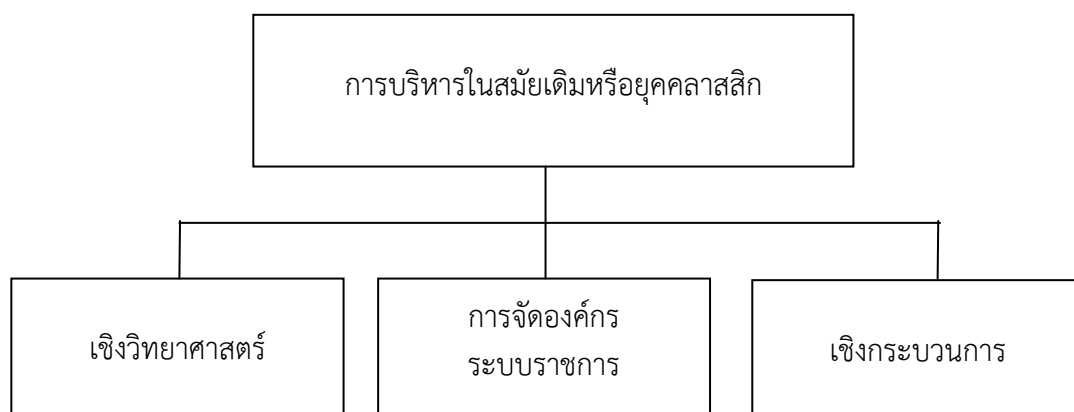 การบริหารในสมัยเดิมหรือยุคคลาสสิก
เชิงวิทยาศาสตร์
การจัดองค์กร
ระบบราชการ
เชิงกระบวนการ